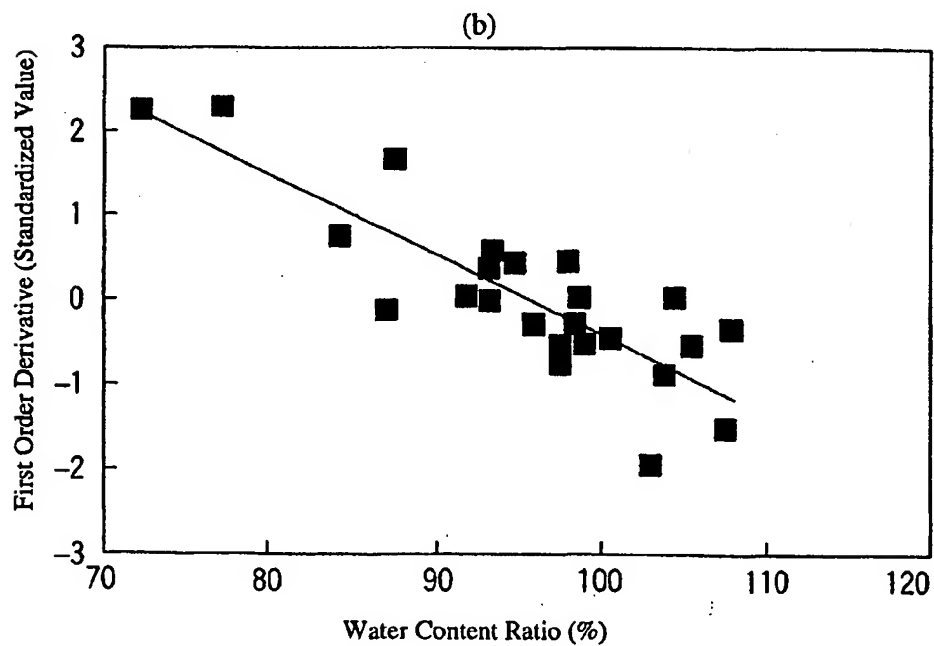 (b)
First Order Derivative (Standardized Value)
3
2
1
0
−1
−2
−3
70 80 90 100 110 120
Water Content Ratio (%)